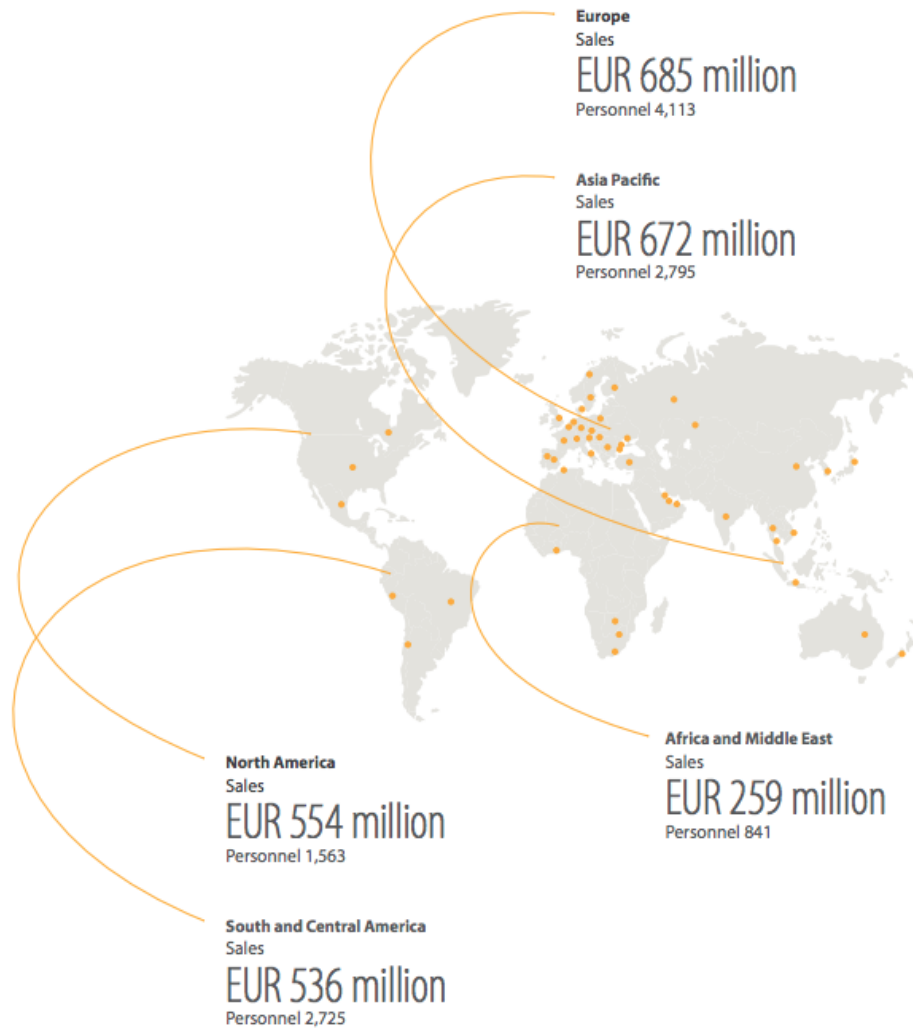 Europe
Sales
EUR 685 million
Personnel 4,113
Asia Pacific
Sales
EUR 672 million
Personnel 2,795
Africa and Middle East
Sales
EUR 259 million
Personnel 841
North America
Sales
EUR 554 million
Personnel 1,563
South and Central America
Sales
EUR 536 million
Personnel 2,725